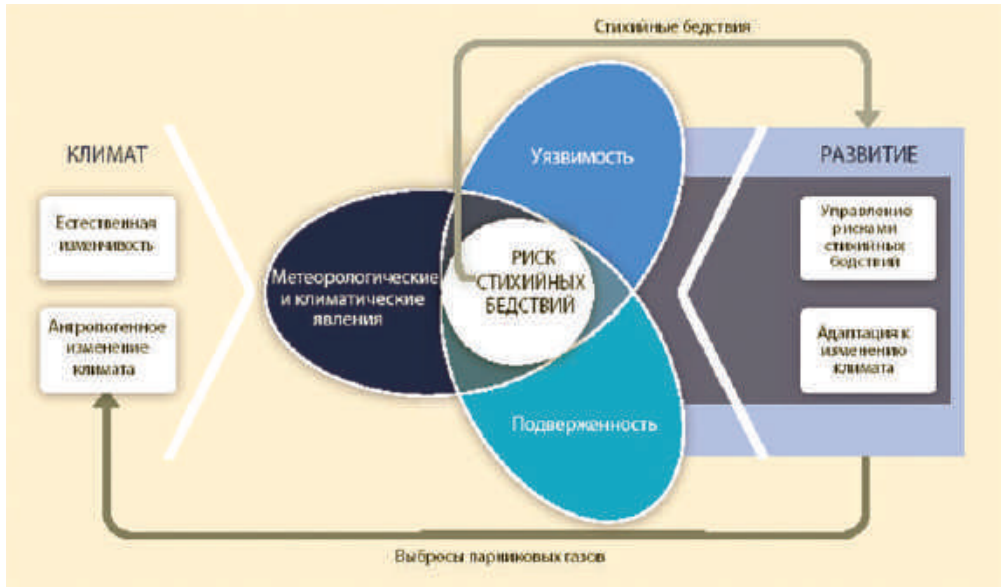 Стихийные бедствия
КЛИМАТ
Естественная
изменчивость
Антропогенное
изменение
климата
Уязвимость
Метеорологические
и климатические
явления
РИСК
СТИХИЙНЫХ
БЕДСТВИЙ
Подверженность
РАЗВИТИЕ
Управление
рисками
стихийных
бедствий
Адаптация к
изменению
климата
Выбросы парниковых газов